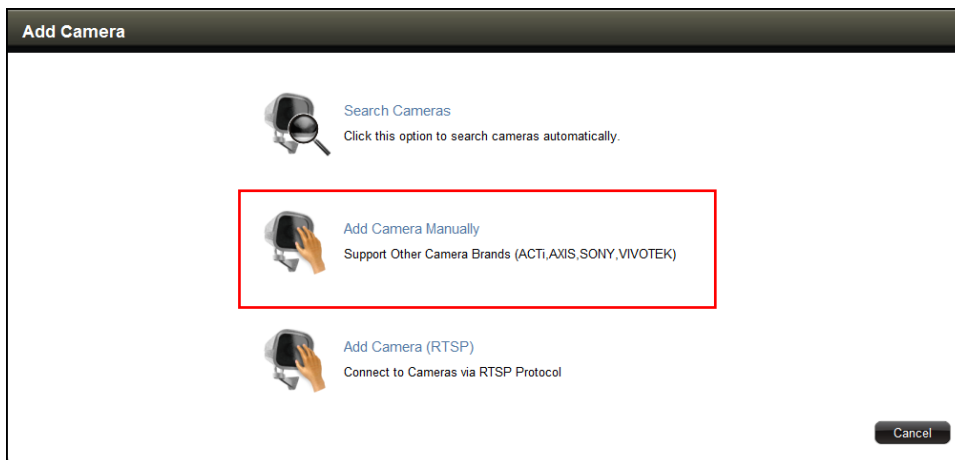 Add Camera
Search Cameras
Click this option to search cameras automatically.
Add Camera Manually
Support Other Camera Brands (ACTi,AXIS,SONY,VIVOTEK)
Add Camera (RTSP)
Connect to Cameras via RTSP Protocol
Cancel